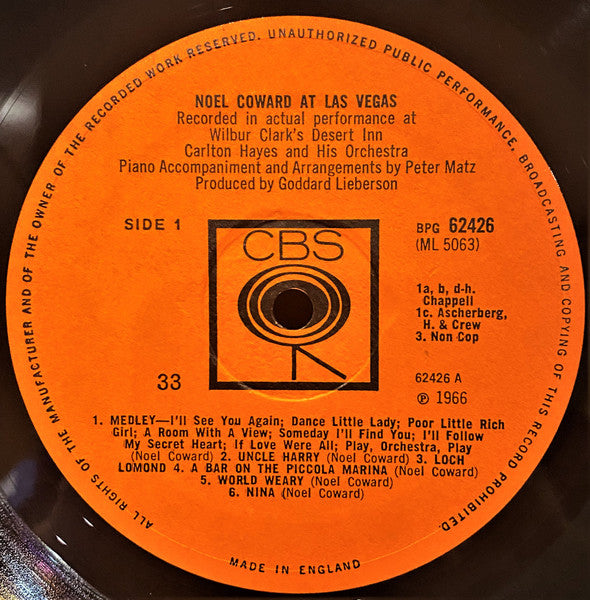 ALL RIGHTS OF THE MANUFACTURER AND OF THE OWNER OF THE RECORDED WORK RESERVED. UNAUTHORIZED PUBLIC PERFORMANCE, BROADCASTING AND COPYING OF THIS RECORD PROHIBITED.
NOEL COWARD AT LAS VEGAS
Recorded in actual performance at
Wilbur Clark's Desert Inn
Carlton Hayes and His Orchestra
Piano Accompaniment and Arrangements by Peter Matz
Produced by Goddard Lieberson
SIDE 1
CBS
BPG 62426
(ML 5063)
1a, b, d-h.
Chappell
1c. Ascherberg,
H. & Crew
3. Non Cop
33
62426 A
℗ 1966
1. MEDLEY—I'll See You Again; Dance Little Lady; Poor Little Rich
Girl; A Room With A View; Someday I'll Find You; I'll Follow
My Secret Heart; If Love Were All; Play, Orchestra, Play
(Noel Coward) 2. UNCLE HARRY (Noel Coward) 3. LOCH
LOMOND 4. A BAR ON THE PICCOLA MARINA (Noel Coward)
5. WORLD WEARY (Noel Coward)
6. NINA (Noel Coward)
MADE IN ENGLAND